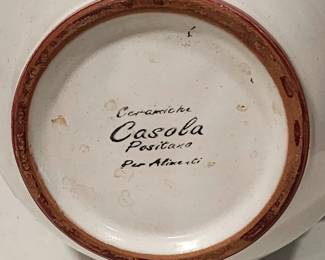 Ceramiche
Casola
Positano
Per Alimenti